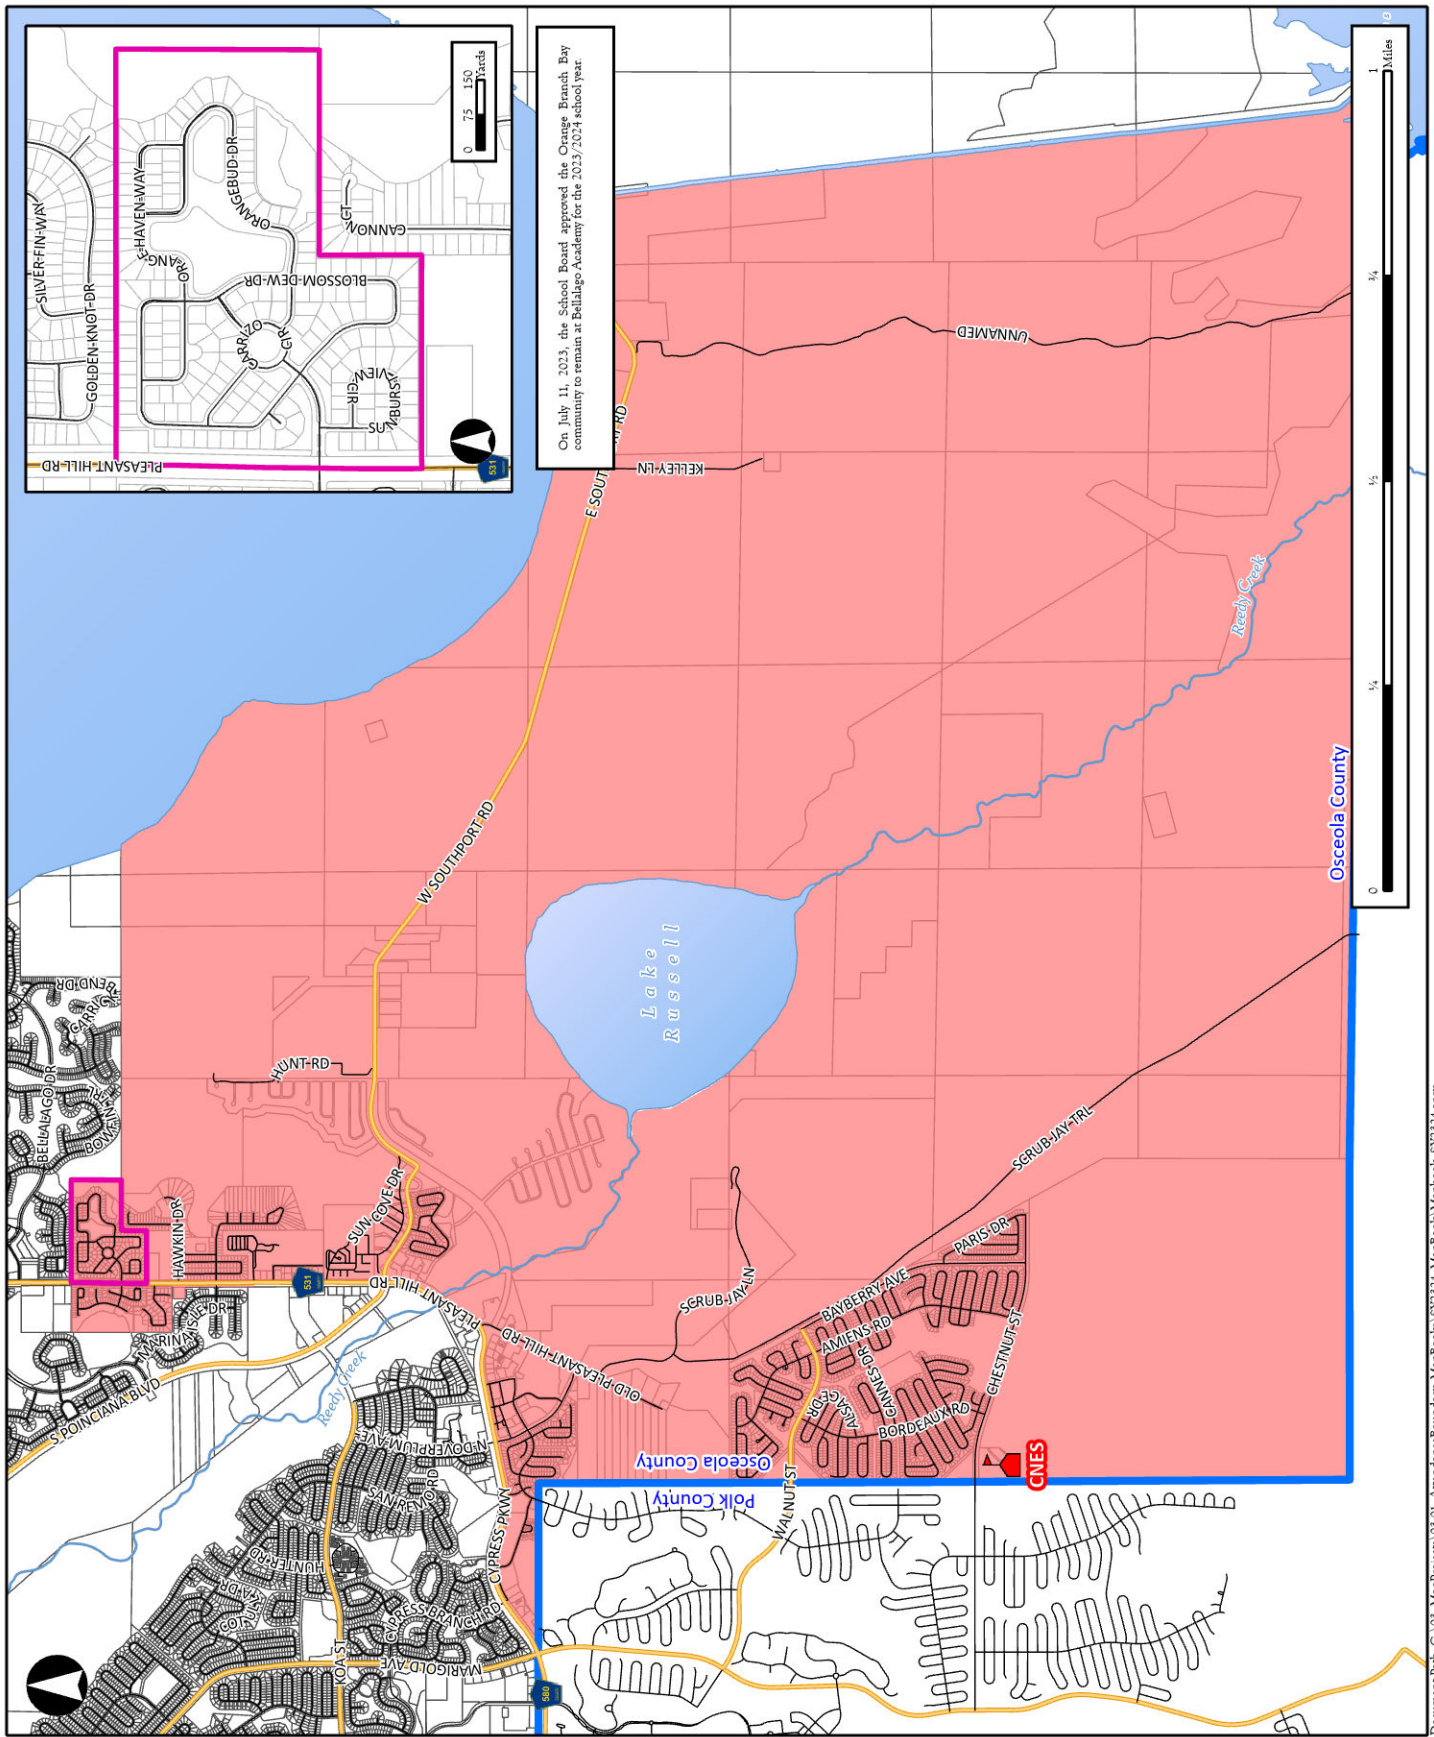 SILVER-FIN-WAY
GOLDEN-KNOT-DR
E-HAVEN-WAY
ORANG
ORANGEBUD-DR
BLOSSOM-DEW-DR
CARRIZO
CIR
CANNON
CT
SU
NBURST
VIEW-CIR
PLEASANT HILL RD
531
0 75 150
Yards
On July 11, 2023, the School Board approved the Orange Branch Bay
community to remain at Bellalago Academy for the 2023/2024 school year.
0 ¼ ½ ¾ 1
Miles
BEND DR
BELLALAGO DR
HUNT-RD
HAWKIN-DR
SUN COVE DR
531
W SOUTHPORT RD
KELLEY-LN
UNNAMED
Lake
Russell
Reedy Creek
Reedy Creek
S POINCIANA BLVD
PLEASANT HILL RD
OLD-PLEASANT-HILL-RD
SCRUB-JAY-LN
SCRUB-JAY-TRL
PARIS DR
BAYBERRY-AVE
AMIENS RD
CANNES DR
BORDEAUX RD
CHESTNUT-ST
WALNUT-ST
CNES
Osceola County
Osceola County
Polk County
N-DOVERPLUM-AVE
SAN-REMO-RD
HUNTER-RD
KOA-ST
CYPRESS-BRANCH-RD
CYPRESS PKWY
MARIGOLD AVE
580